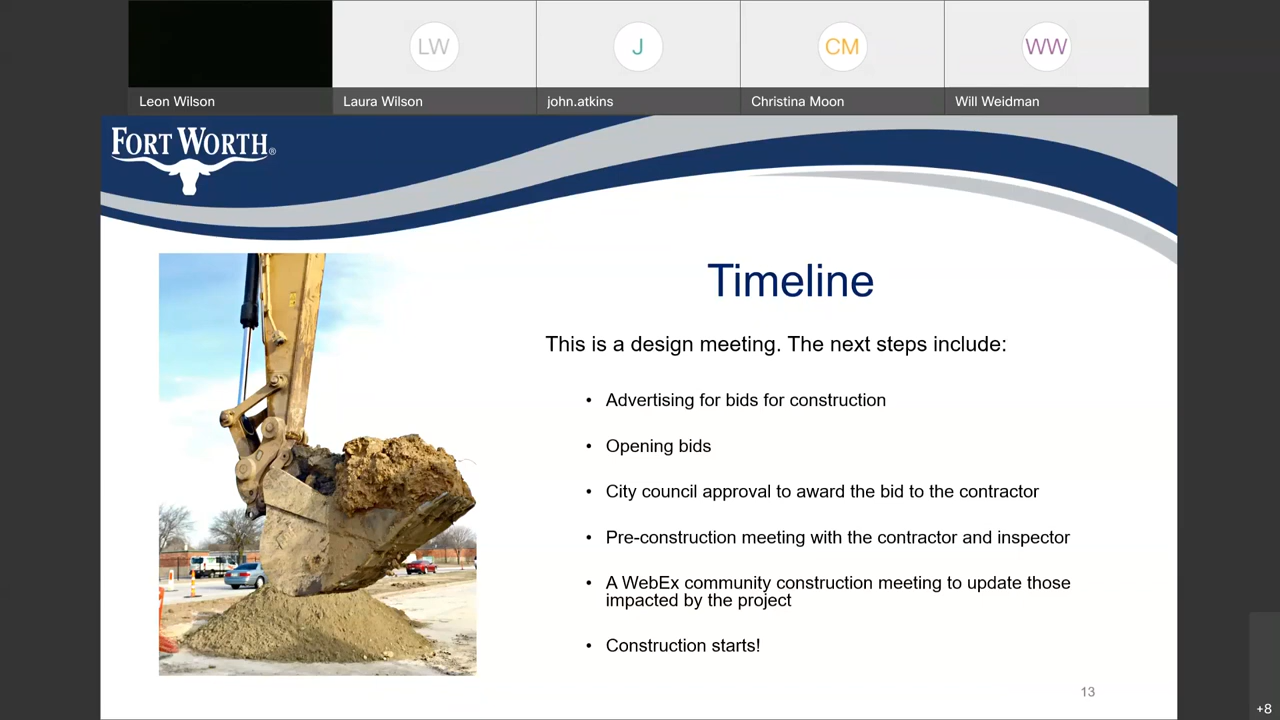 LW
J
CM
WW
Leon Wilson
Laura Wilson
john.atkins
Christina Moon
Will Weidman
FORT WORTH®
Timeline
This is a design meeting. The next steps include:
• Advertising for bids for construction
• Opening bids
• City council approval to award the bid to the contractor
• Pre-construction meeting with the contractor and inspector
• A WebEx community construction meeting to update those
impacted by the project
• Construction starts!
13
+8